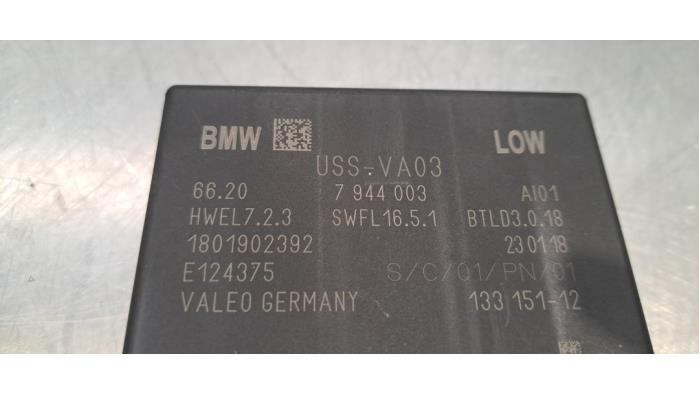 BMW LOW
USS-VA03
66.20 7 944 003 AI01
HWEL7.2.3 SWFL16.5.1 BTLD3.0.18
1801902392 230118
E124375 S/C/01/PN/01
VALEO GERMANY 133 151-12